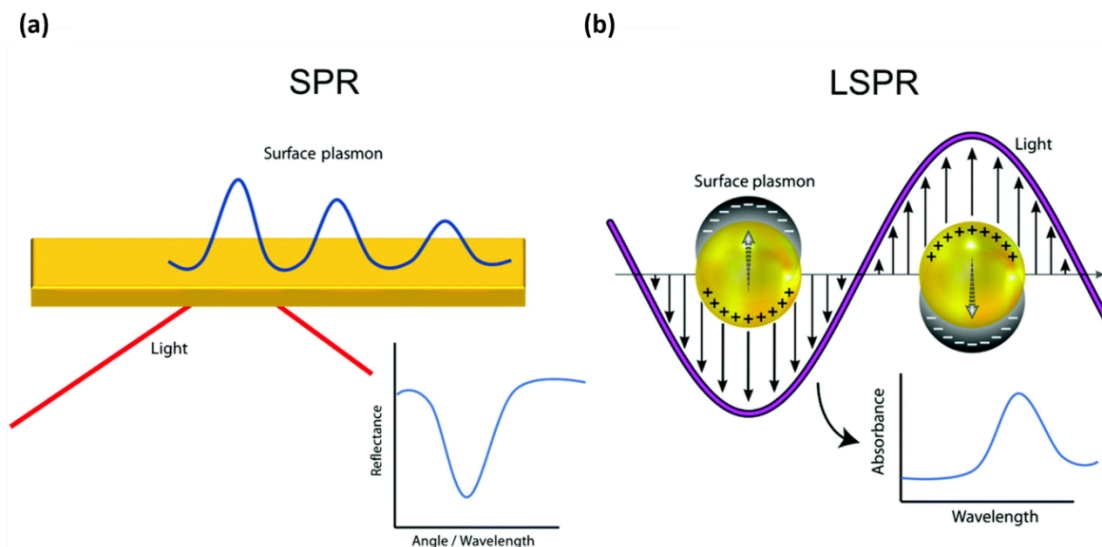 (a)
SPR
Surface plasmon
Light
Reflectance
Angle / Wavelength
(b)
LSPR
Light
Surface plasmon
Absorbance
Wavelength